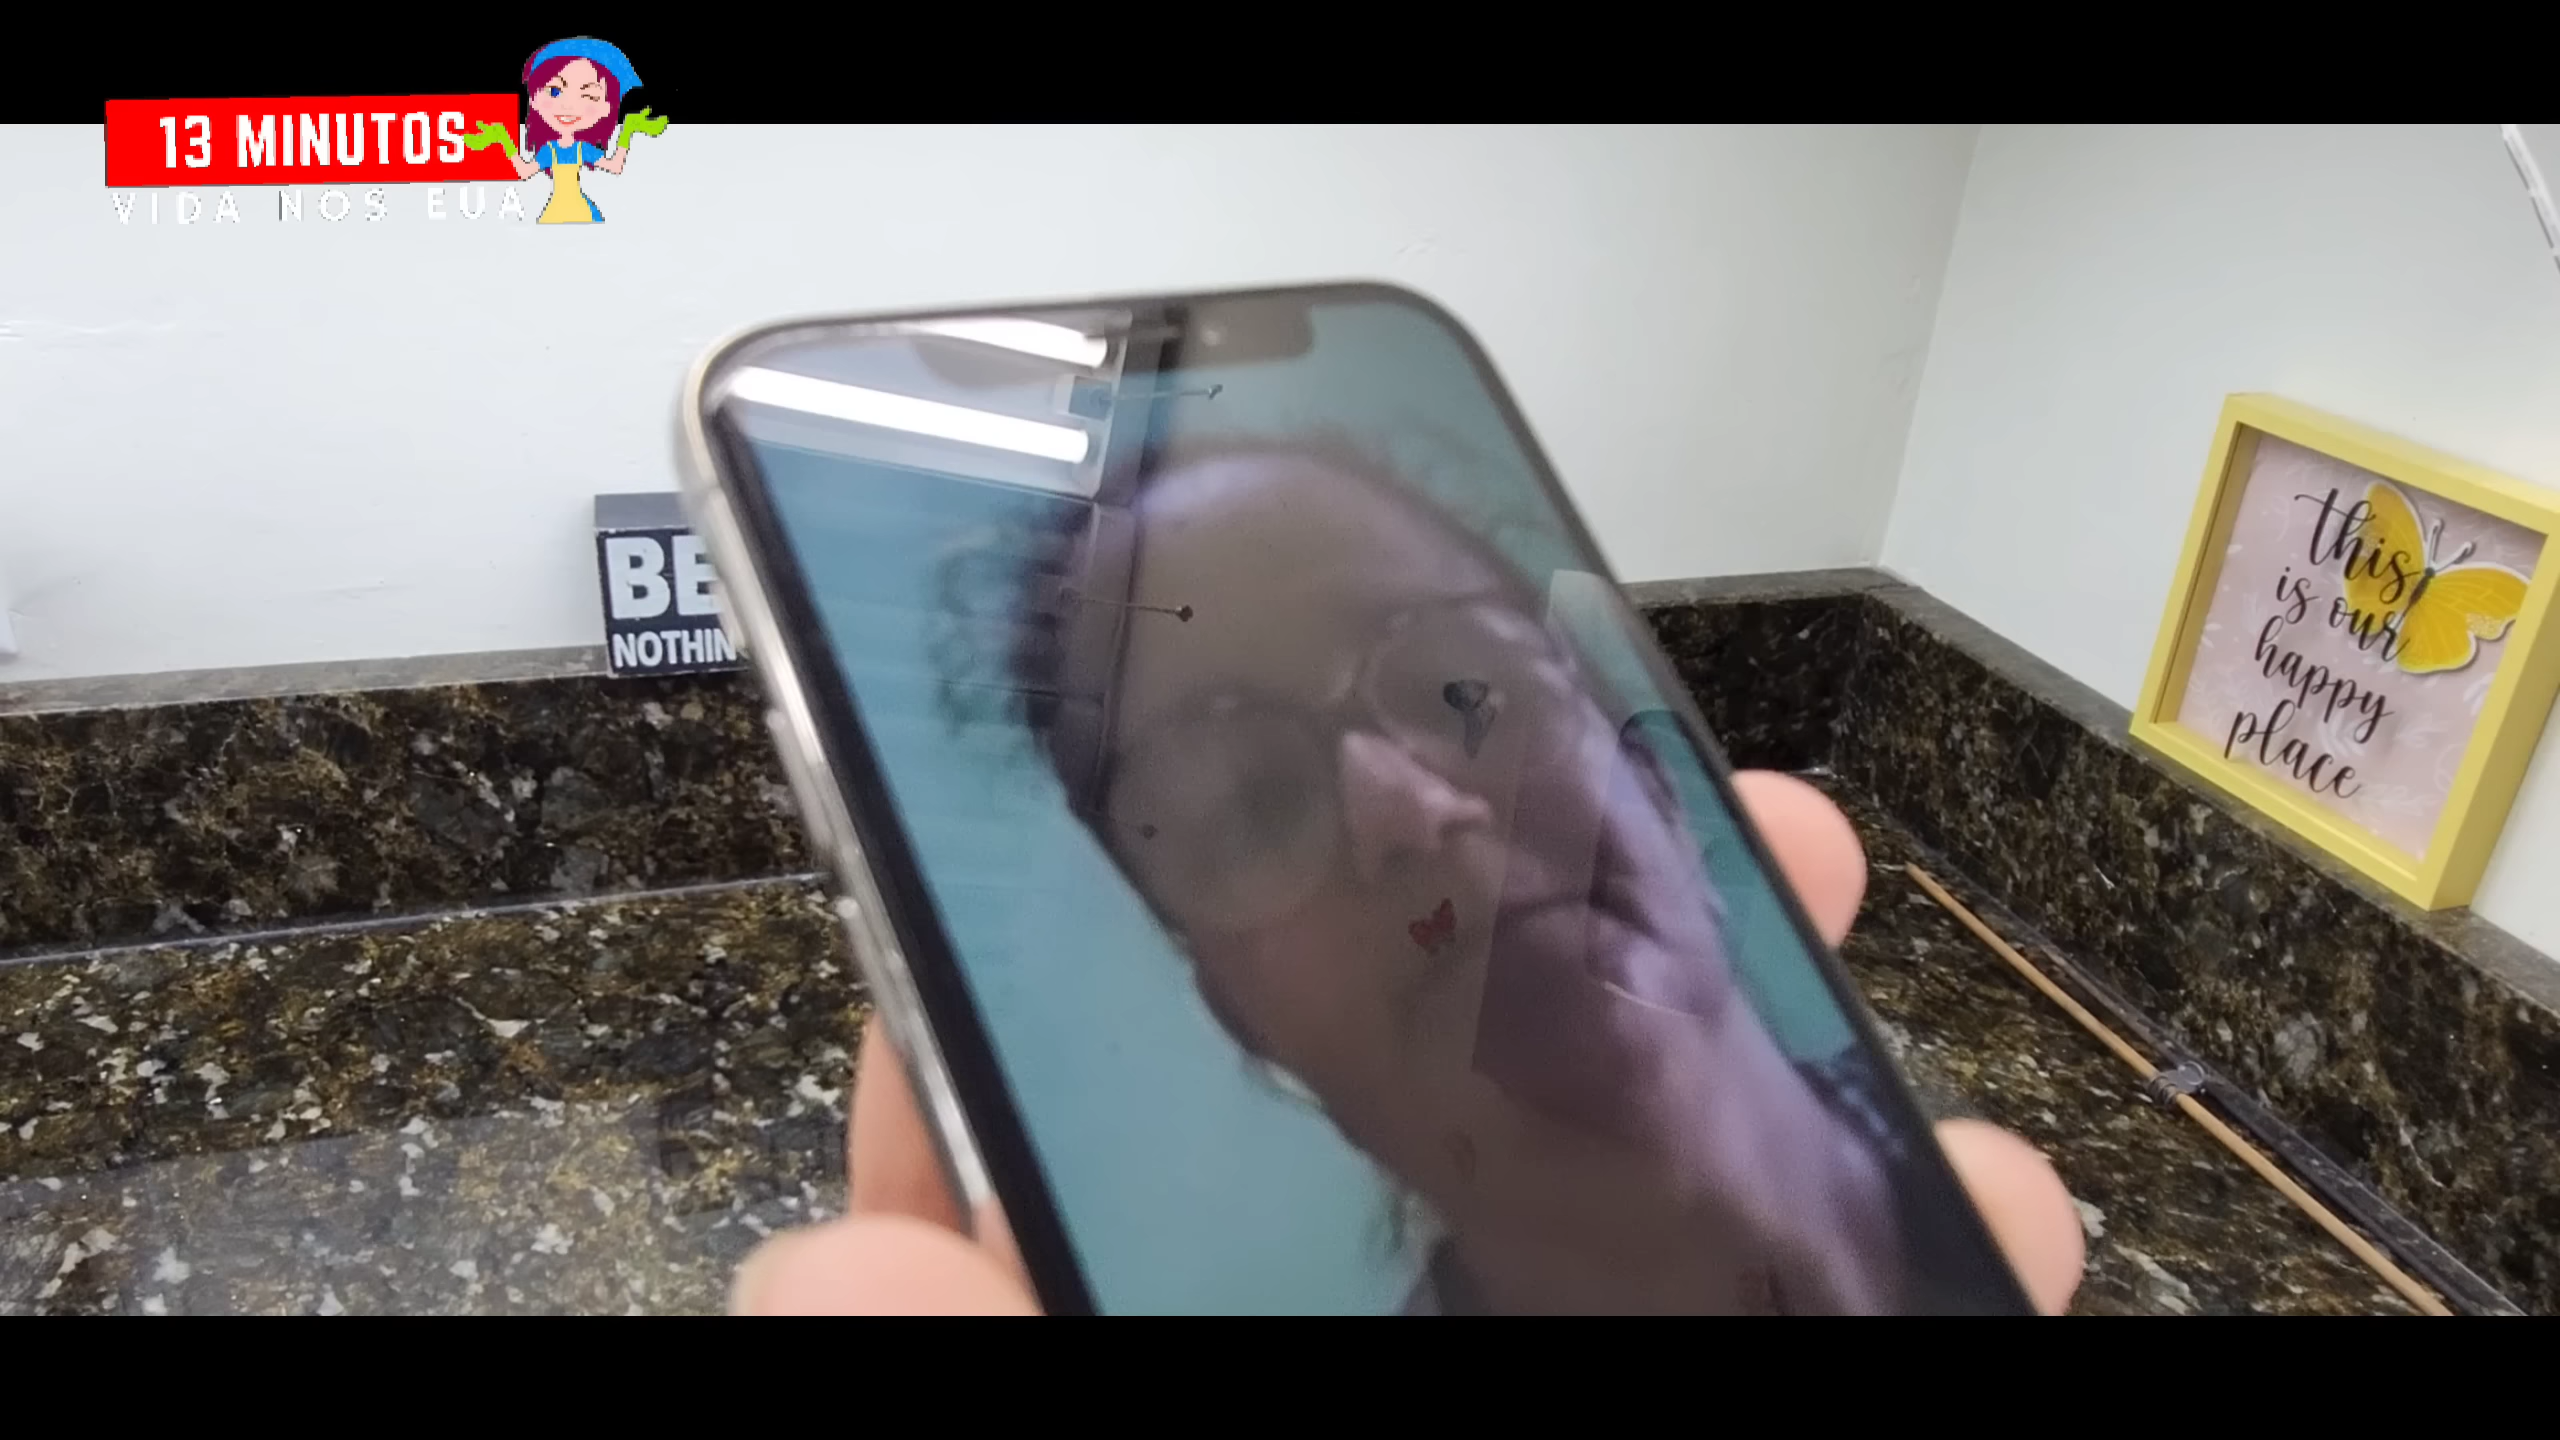 13 MINUTOS
VIDA NOS EUA
BE
NOTHIN
this
is our
happy
place